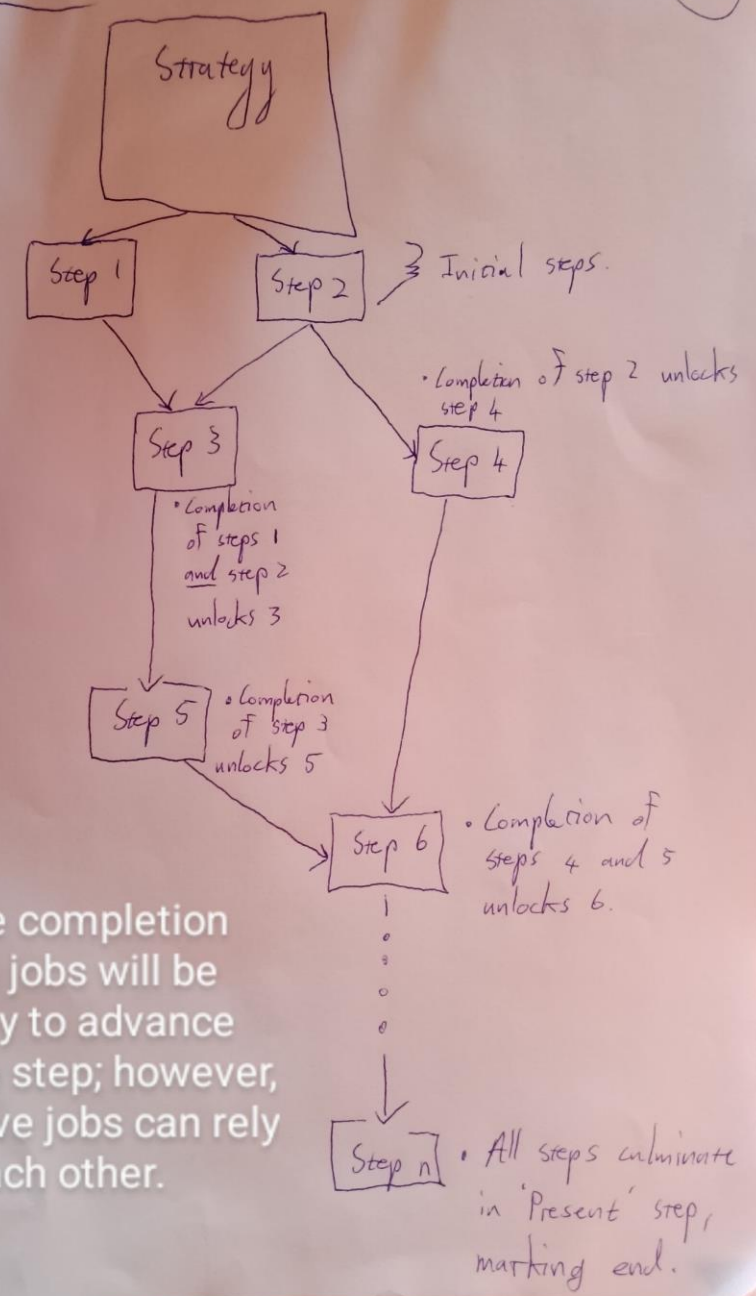 Strategy
Step 1
Step 2
Inirial steps.
• Completion of step 2 unlocks
step 4
Step 3
Step 4
• Completion
of steps 1
and step 2
unlocks 3
Step 5
• Completion
of step 3
unlocks 5
Step 6
• Completion of
steps 4 and 5
unlocks 6.
completion
jobs will be
to advance
step; however,
jobs can rely
other.
Step n
• All steps culminate
in 'Present' step,
marking end.